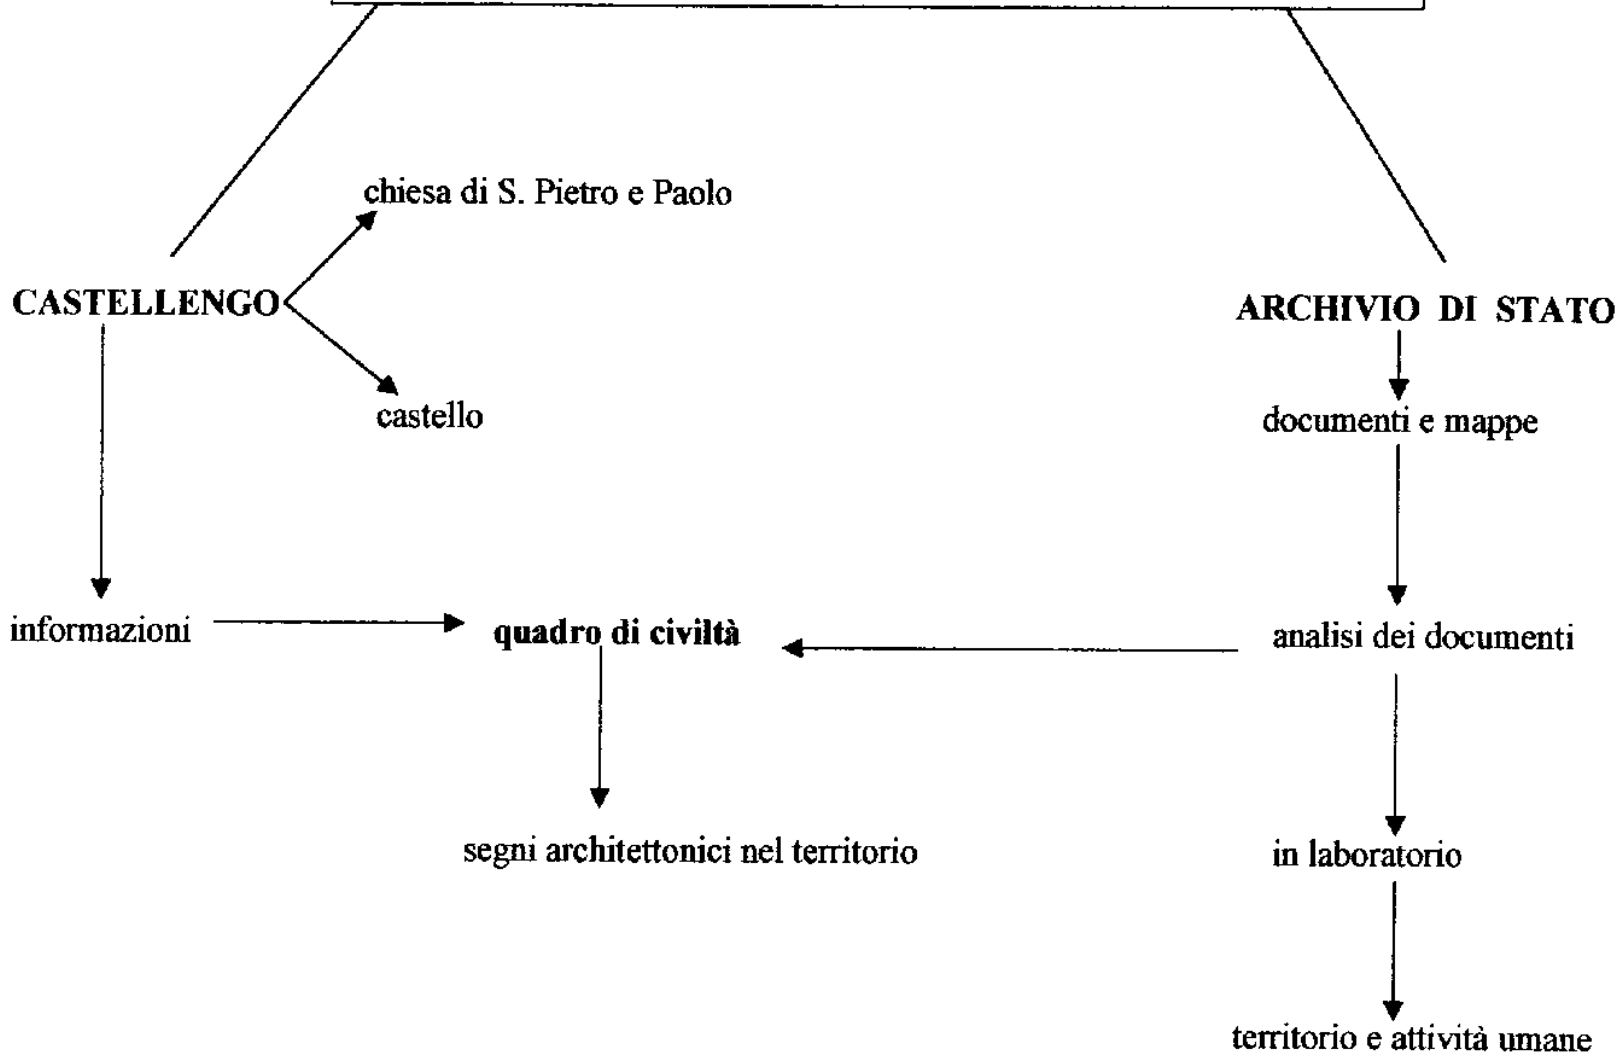 chiesa di S. Pietro e Paolo
CASTELLENGO
ARCHIVIO DI STATO
castello
documenti e mappe
informazioni
quadro di civiltà
analisi dei documenti
segni architettonici nel territorio
in laboratorio
territorio e attività umane